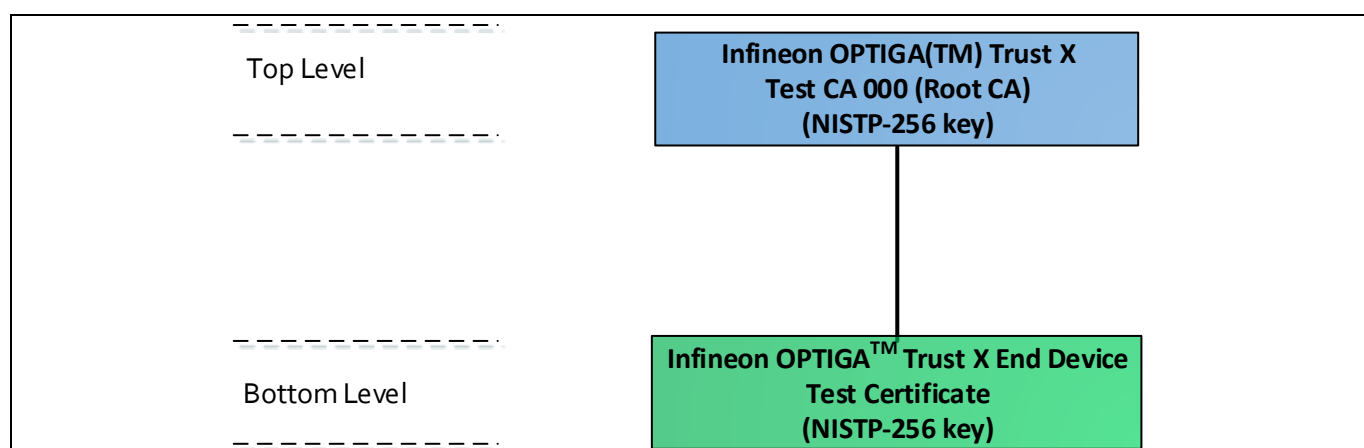 Top Level
Infineon OPTIGA(TM) Trust X
Test CA 000 (Root CA)
(NISTP-256 key)
Bottom Level
Infineon OPTIGA™ Trust X End Device
Test Certificate
(NISTP-256 key)